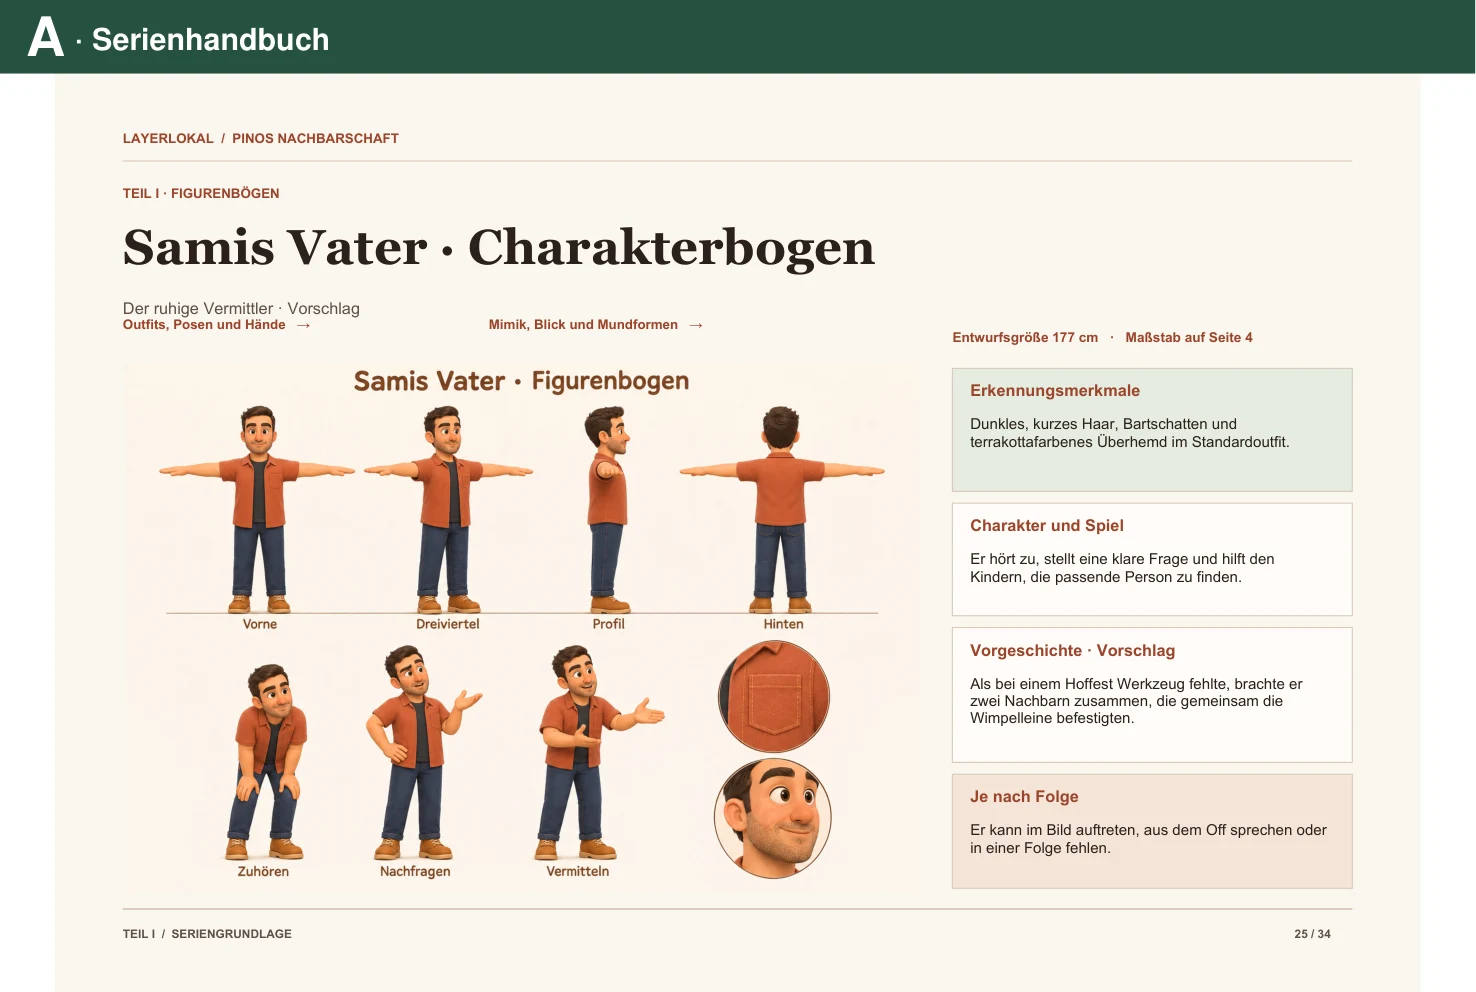 A · Serienhandbuch
LAYERLOKAL / PINOS NACHBARSCHAFT
TEIL I · FIGURENBÖGEN
Samis Vater · Charakterbogen
Der ruhige Vermittler · Vorschlag
Outfits, Posen und Hände →
Mimik, Blick und Mundformen →
Samis Vater · Figurenbogen
Vorne
Dreiviertel
Profil
Hinten
Zuhören
Nachfragen
Vermitteln
Entwurfsgröße 177 cm · Maßstab auf Seite 4
Erkennungsmerkmale
Dunkles, kurzes Haar, Bartschatten und
terrakottafarbenes Überhemd im Standardoutfit.
Charakter und Spiel
Er hört zu, stellt eine klare Frage und hilft den
Kindern, die passende Person zu finden.
Vorgeschichte · Vorschlag
Als bei einem Hoffest Werkzeug fehlte, brachte er
zwei Nachbarn zusammen, die gemeinsam die
Wimpelleine befestigten.
Je nach Folge
Er kann im Bild auftreten, aus dem Off sprechen oder
in einer Folge fehlen.
TEIL I / SERIENGRUNDLAGE
25 / 34